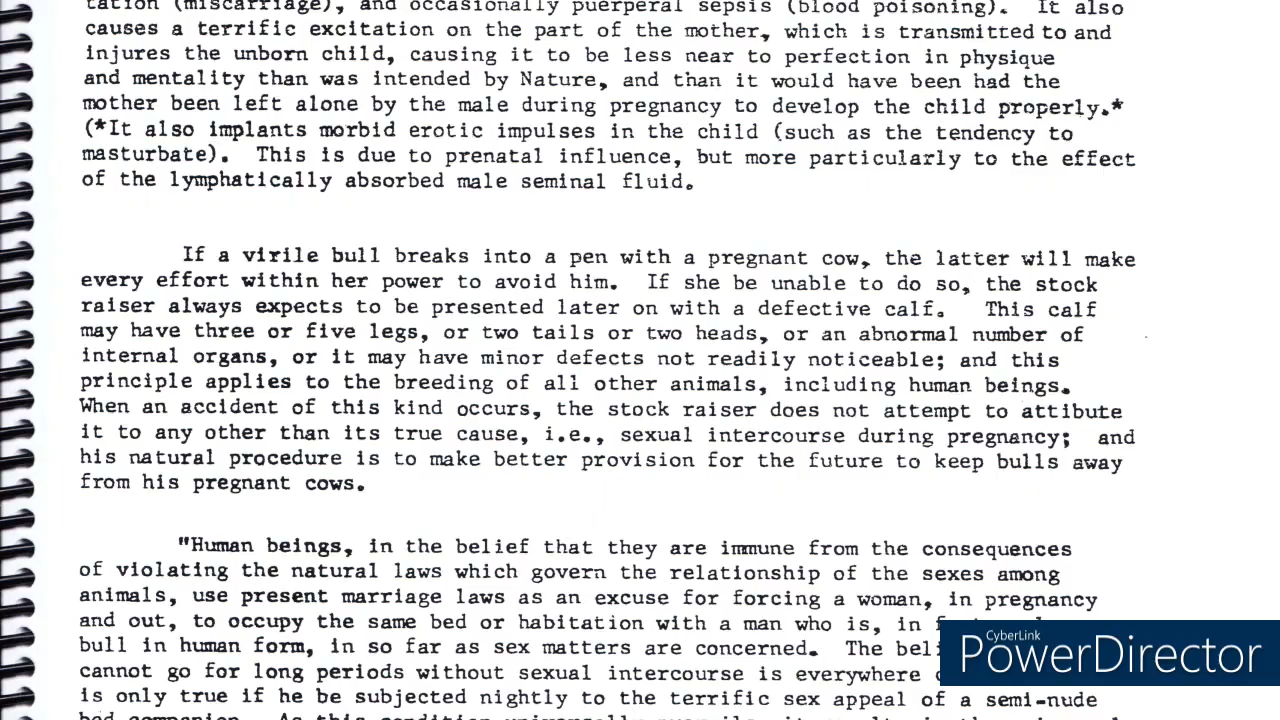 tation (miscarriage), and occasionally puerperal sepsis (blood poisoning).  It also
causes a terrific excitation on the part of the mother, which is transmitted to and
injures the unborn child, causing it to be less near to perfection in physique
and mentality than was intended by Nature, and than it would have been had the
mother been left alone by the male during pregnancy to develop the child properly.*
(*It also implants morbid erotic impulses in the child (such as the tendency to
masturbate).  This is due to prenatal influence, but more particularly to the effect
of the lymphatically absorbed male seminal fluid.
If a virile bull breaks into a pen with a pregnant cow, the latter will make
every effort within her power to avoid him.  If she be unable to do so, the stock
raiser always expects to be presented later on with a defective calf.  This calf
may have three or five legs, or two tails or two heads, or an abnormal number of
internal organs, or it may have minor defects not readily noticeable; and this
principle applies to the breeding of all other animals, including human beings.
When an accident of this kind occurs, the stock raiser does not attempt to attibute
it to any other than its true cause, i.e., sexual intercourse during pregnancy;  and
his natural procedure is to make better provision for the future to keep bulls away
from his pregnant cows.
"Human beings, in the belief that they are immune from the consequences
of violating the natural laws which govern the relationship of the sexes among
animals, use present marriage laws as an excuse for forcing a woman, in pregnancy
and out, to occupy the same bed or habitation with a man who is, in
bull in human form, in so far as sex matters are concerned.  The
cannot go for long periods without sexual intercourse is everywhere
is only true if he be subjected nightly to the terrific sex appeal of a semi-nude
bed companion.  As this condition universally
CyberLink
PowerDirector